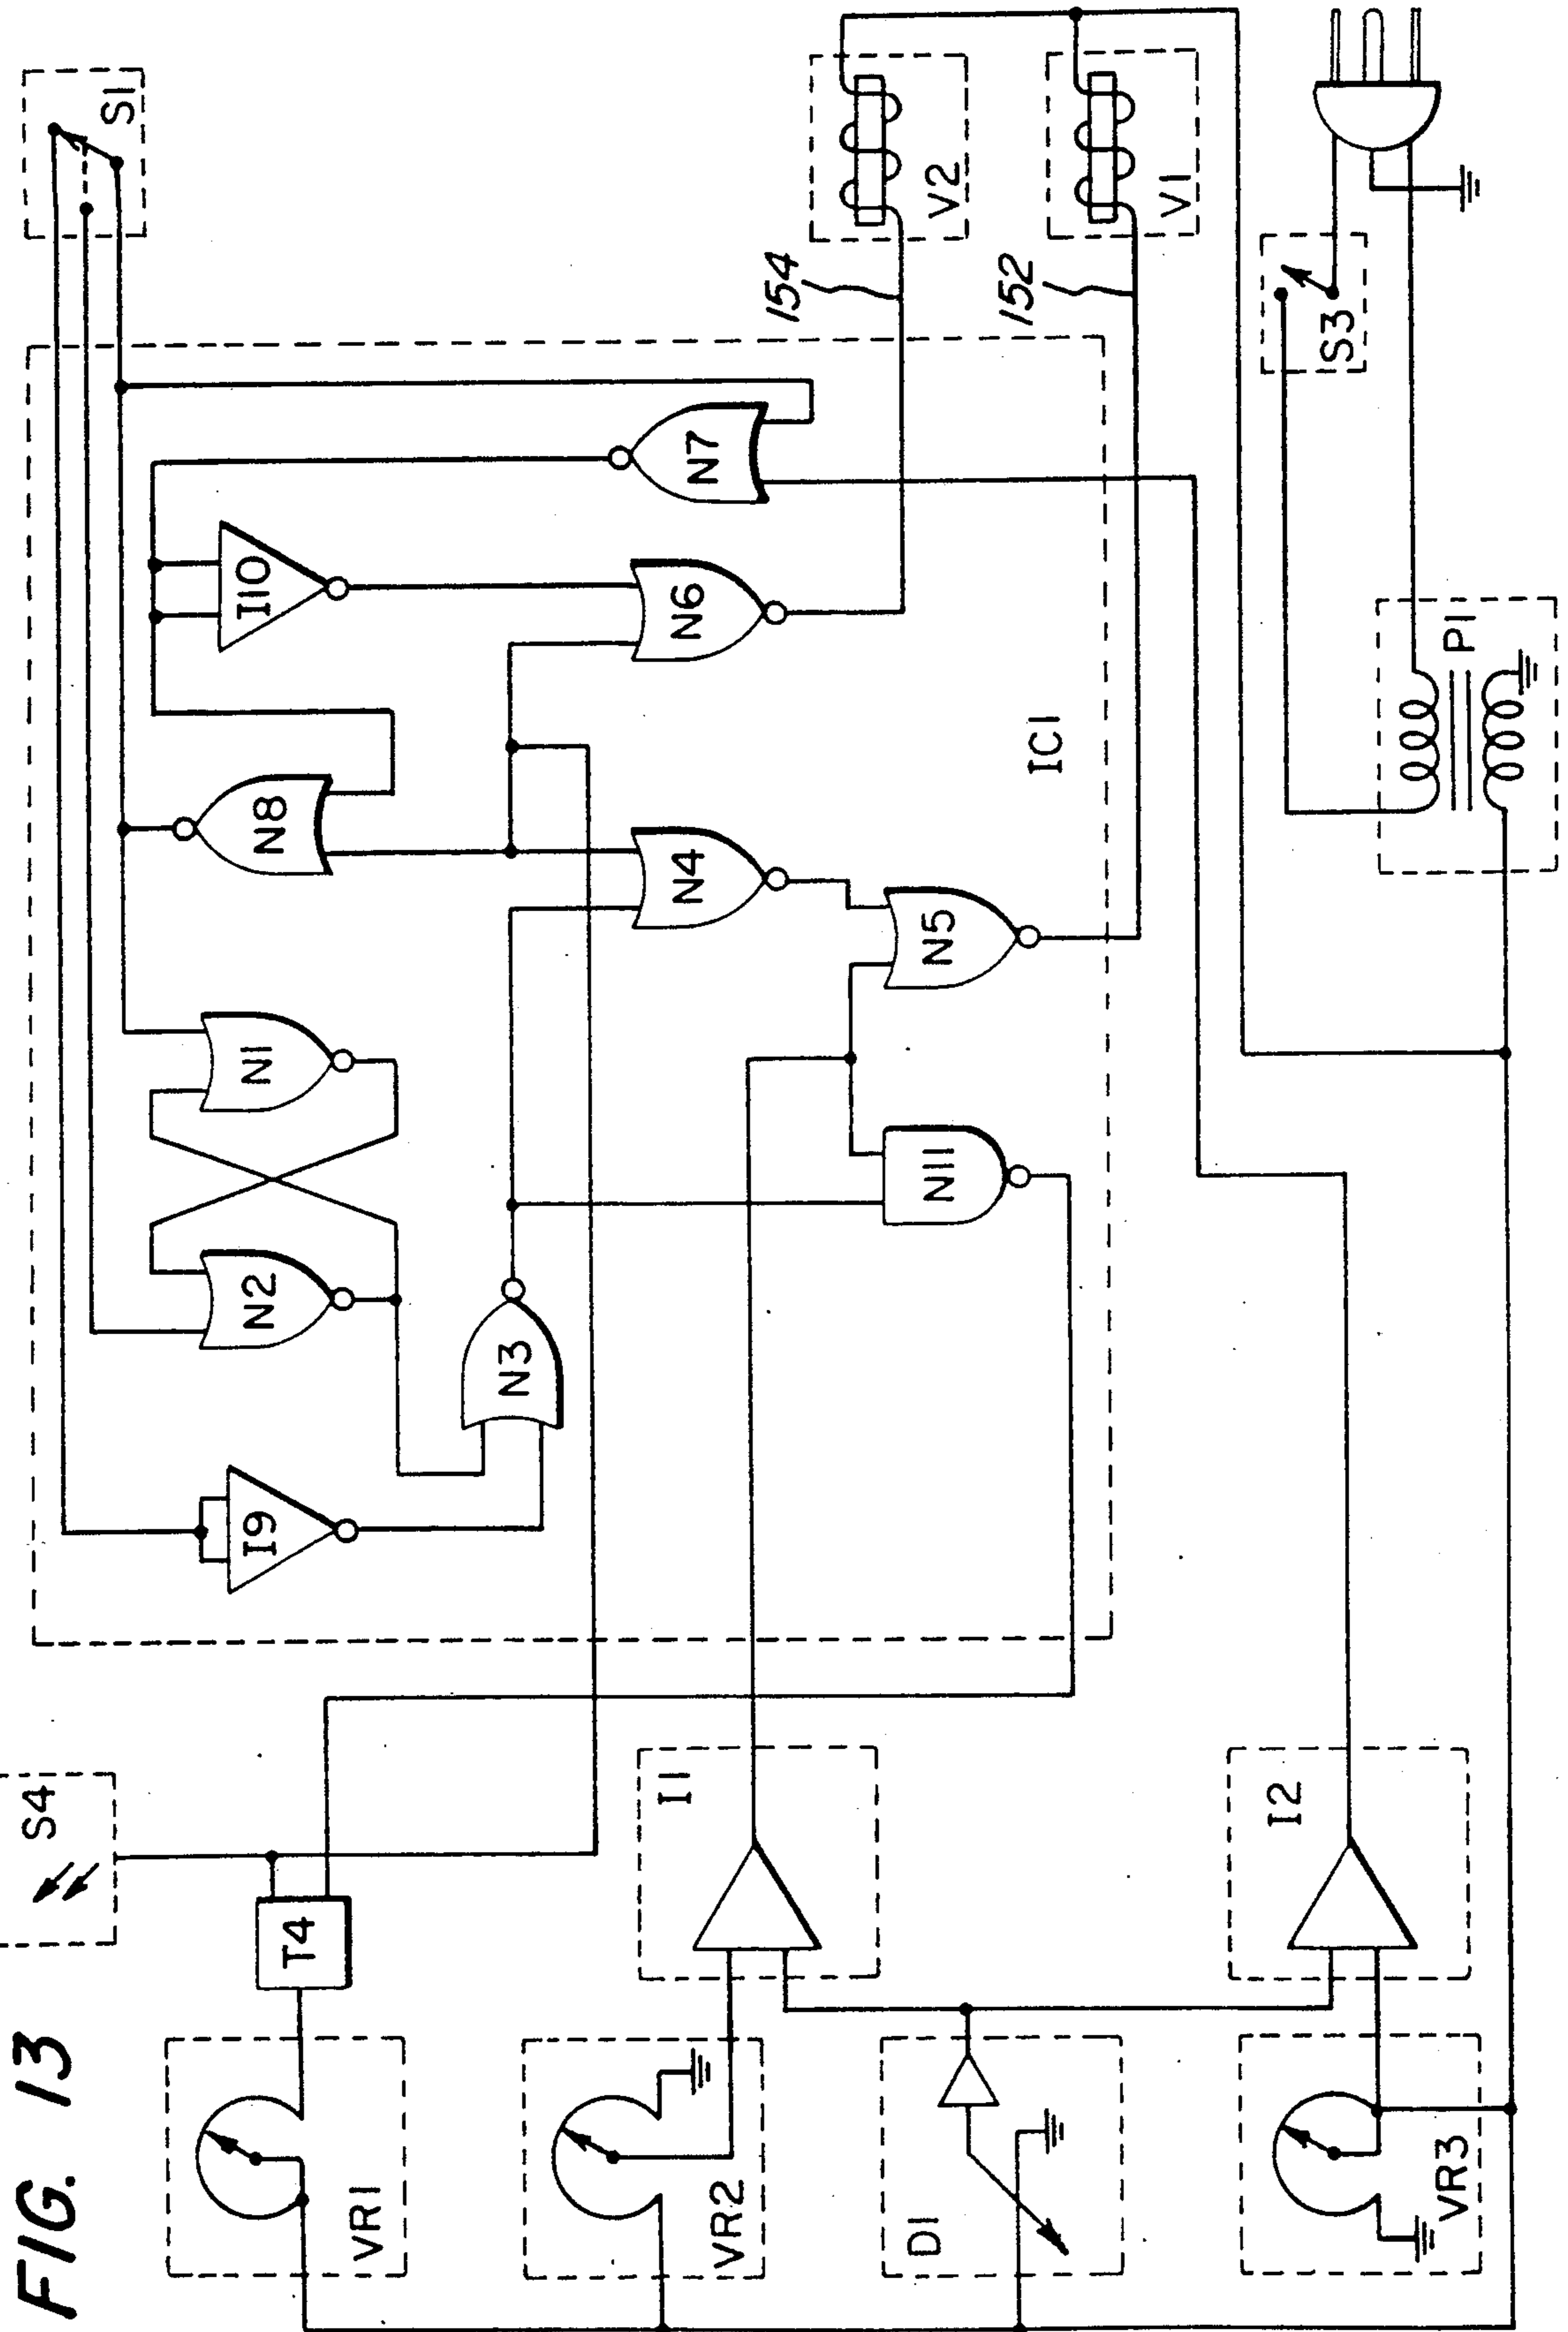 FIG. 13
S4
S1
T4
VR1
I9
N2
N1
N8
I10
N3
N4
N6
N7
VR2
I1
N11
N5
IC1
154
V2
152
V1
D1
VR3
I2
P1
S3